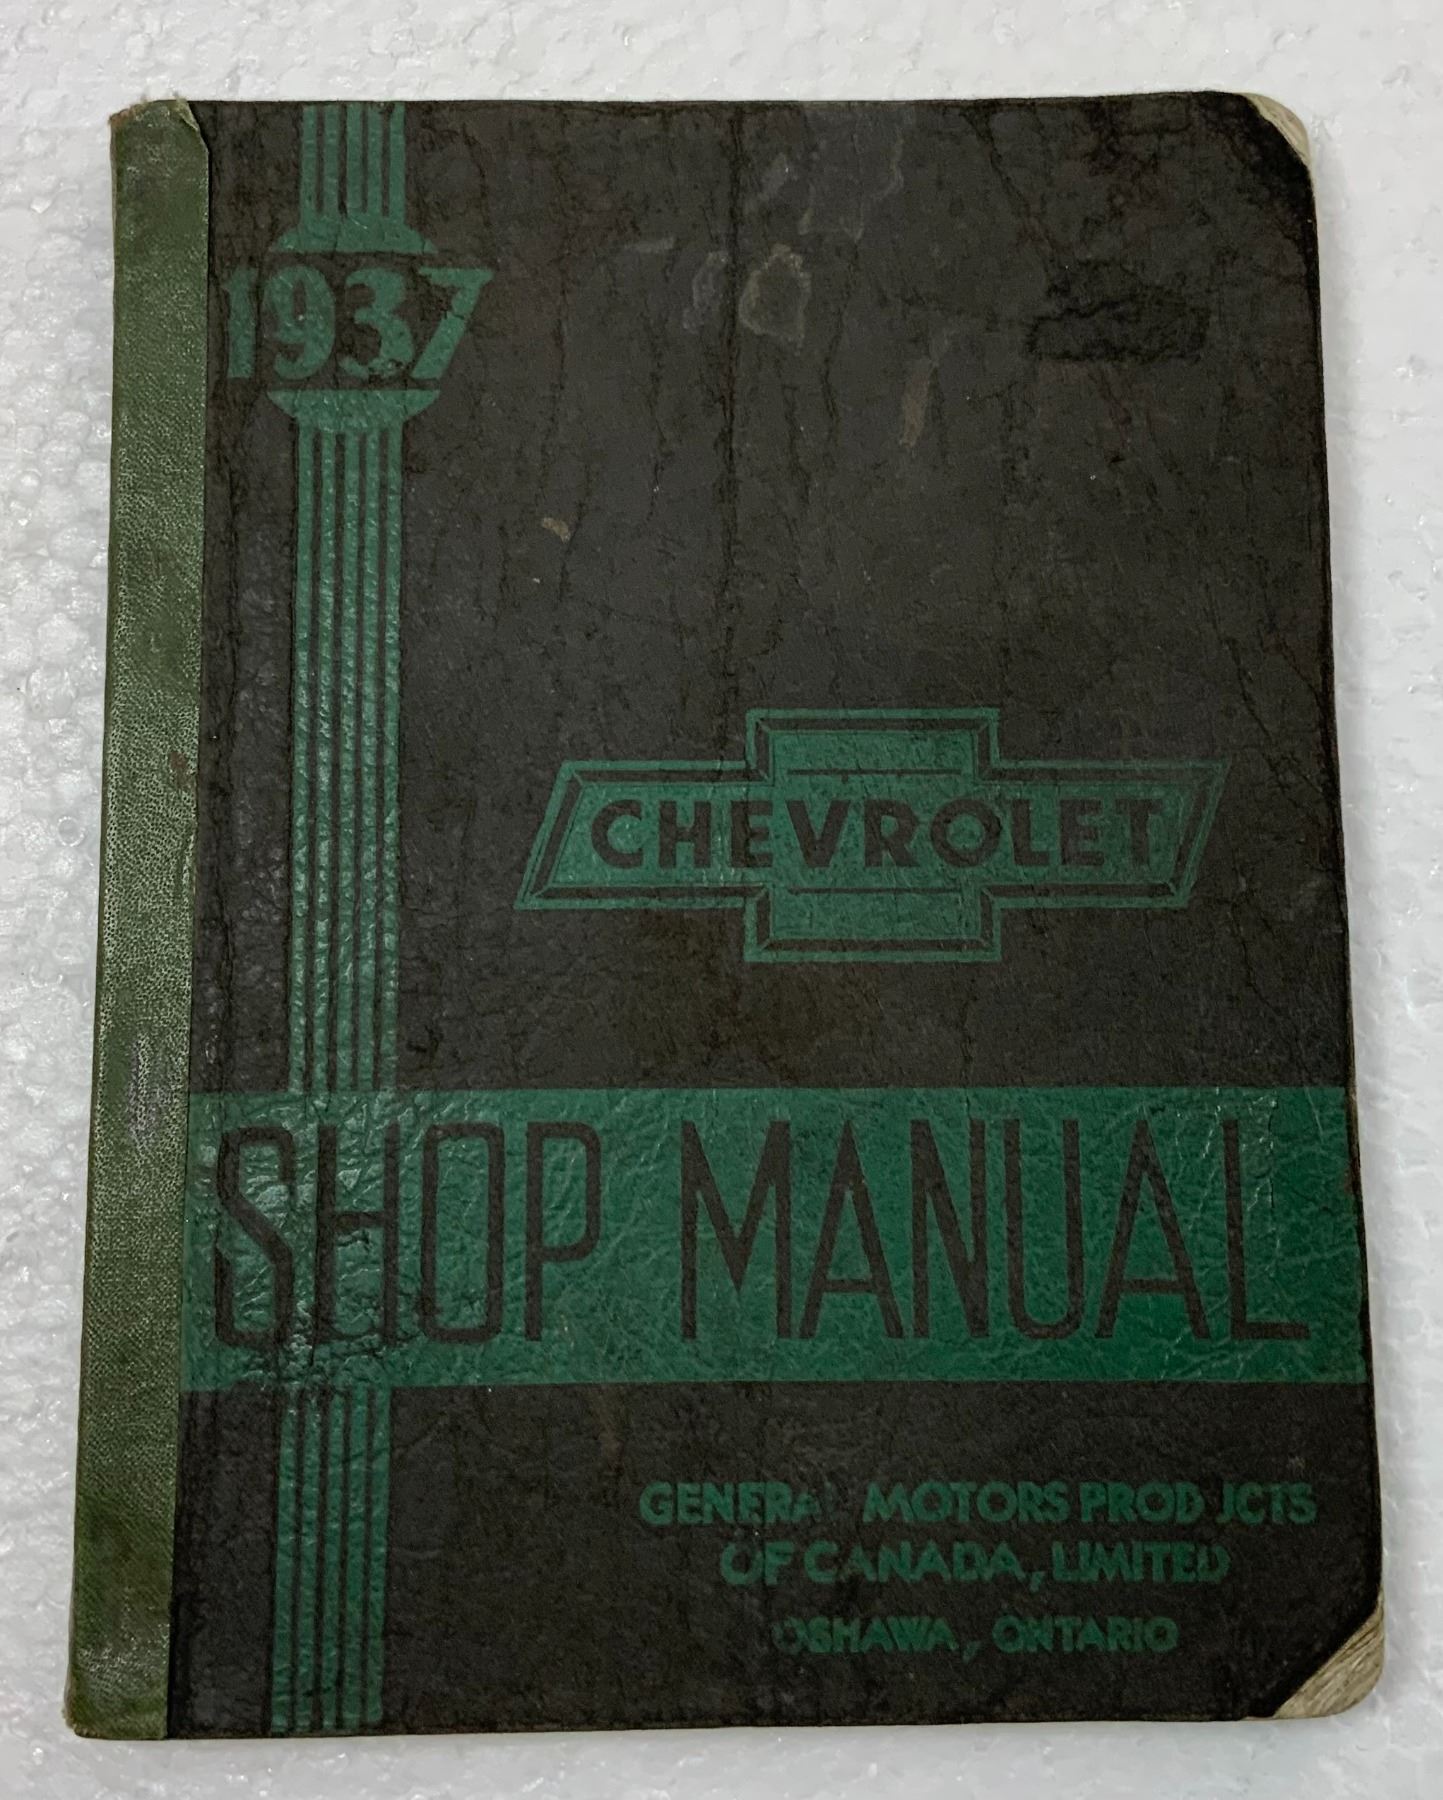 1937
CHEVROLET
SHOP MANUAL
GENERAL MOTORS PRODUCTS
OF CANADA, LIMITED
OSHAWA, ONTARIO